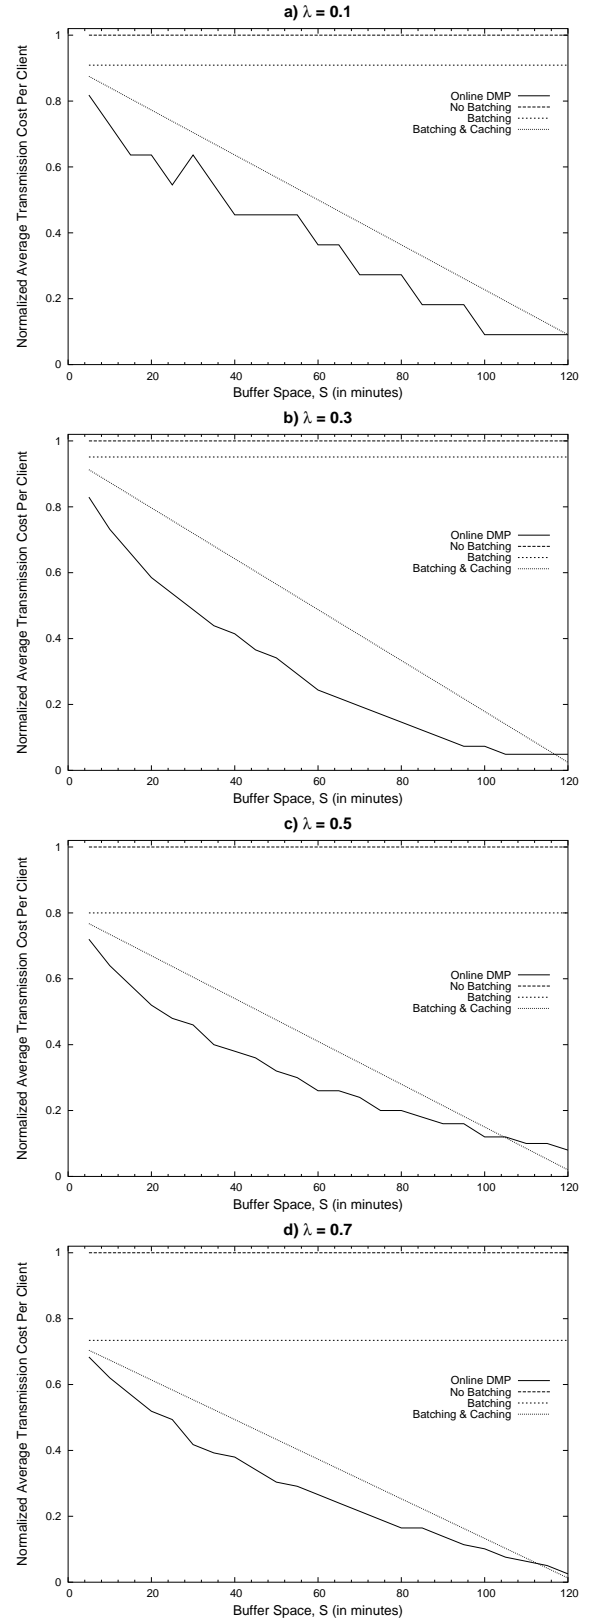 a) λ = 0.1
Normalized Average Transmission Cost Per Client
1
0.8
0.6
0.4
0.2
0
Online DMP
No Batching
Batching
Batching & Caching
0 20 40 60 80 100 120
Buffer Space, S (in minutes)
b) λ = 0.3
Normalized Average Transmission Cost Per Client
1
0.8
0.6
0.4
0.2
0
Online DMP
No Batching
Batching
Batching & Caching
0 20 40 60 80 100 120
Buffer Space, S (in minutes)
c) λ = 0.5
Normalized Average Transmission Cost Per Client
1
0.8
0.6
0.4
0.2
0
Online DMP
No Batching
Batching
Batching & Caching
0 20 40 60 80 100 120
Buffer Space, S (in minutes)
d) λ = 0.7
Normalized Average Transmission Cost Per Client
1
0.8
0.6
0.4
0.2
0
Online DMP
No Batching
Batching
Batching & Caching
0 20 40 60 80 100 120
Buffer Space, S (in minutes)